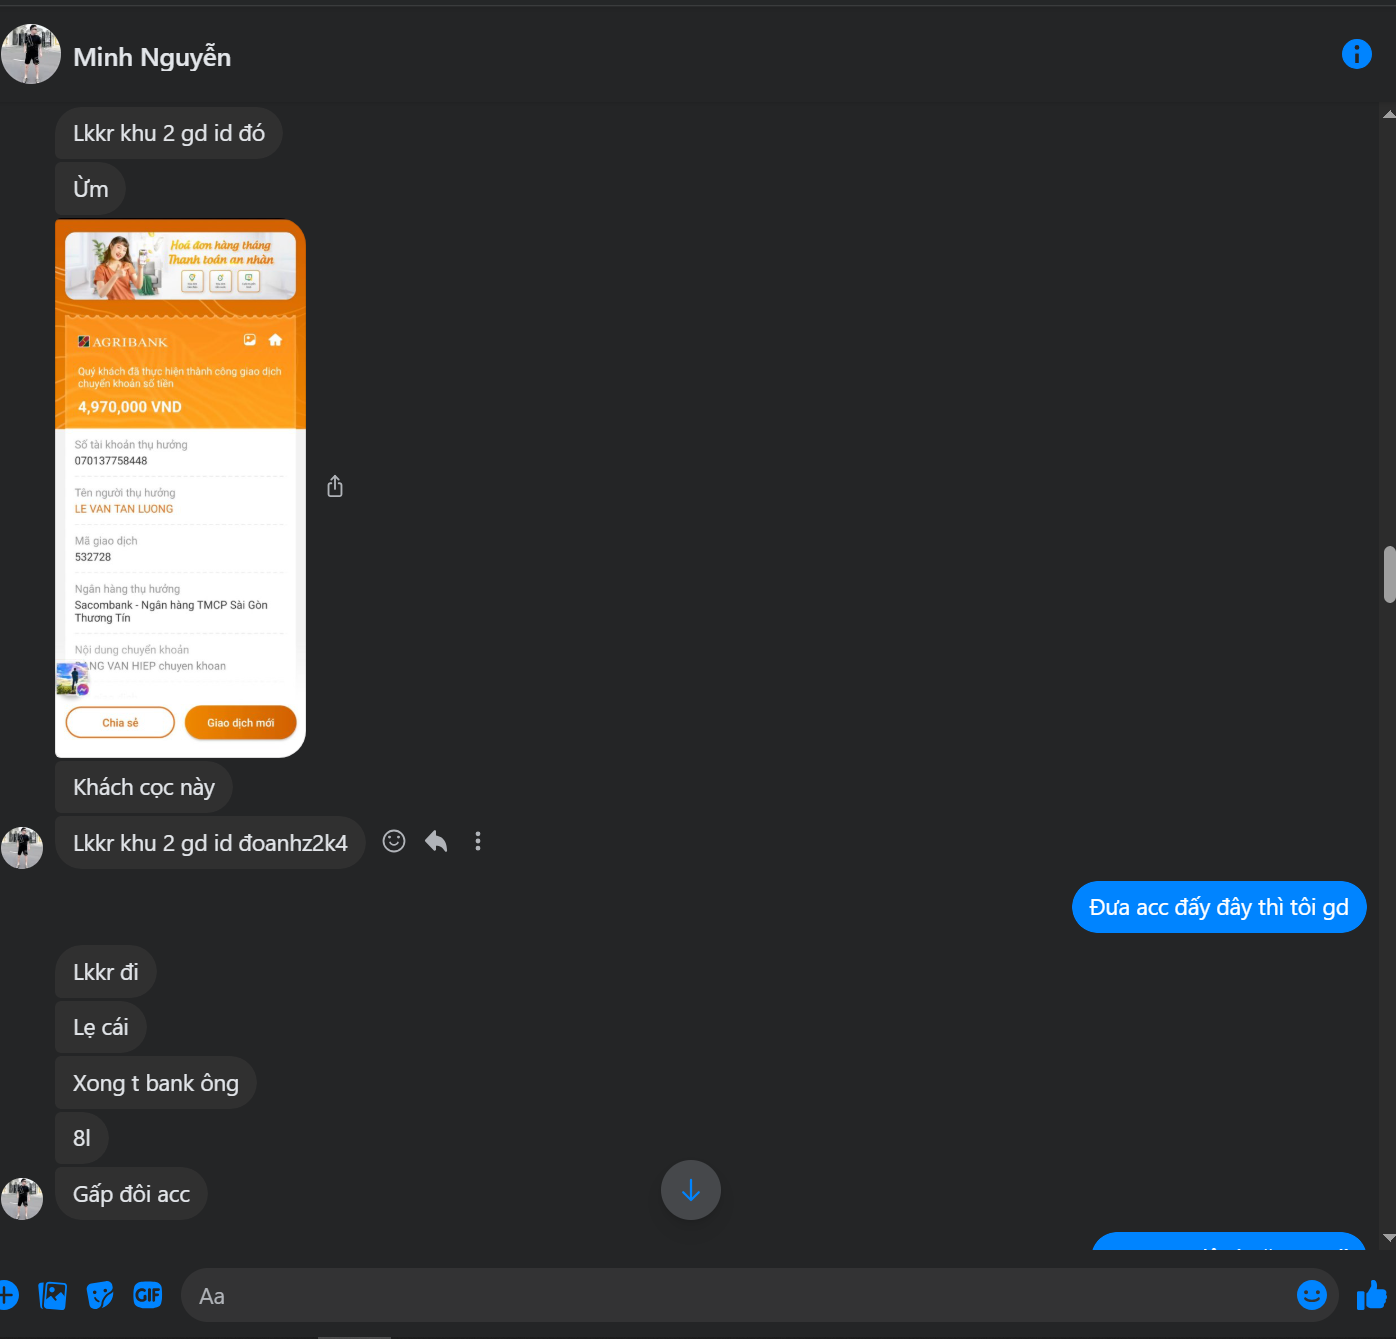 Minh Nguyễn
Lkkr khu 2 gd id đó
Ừm
Hoá đơn hàng tháng
Thanh toán an nhàn
AGRIBANK
Quý khách đã thực hiện thành công giao dịch
chuyển khoản số tiền
4,970,000 VND
Số tài khoản thụ hưởng
070137758448
Tên người thụ hưởng
LE VAN TAN LUONG
Mã giao dịch
532728
Ngân hàng thụ hưởng
Sacombank - Ngân hàng TMCP Sài Gòn
Thương Tín
Nội dung chuyển khoản
VAN HIEP chuyen khoan
Chia sẻ
Giao dịch mới
Khách cọc này
Lkkr khu 2 gd id đoanhz2k4
Đưa acc đấy đây thì tôi gd
Lkkr đi
Lẹ cái
Xong t bank ông
8l
Gấp đôi acc
GIF
Aa